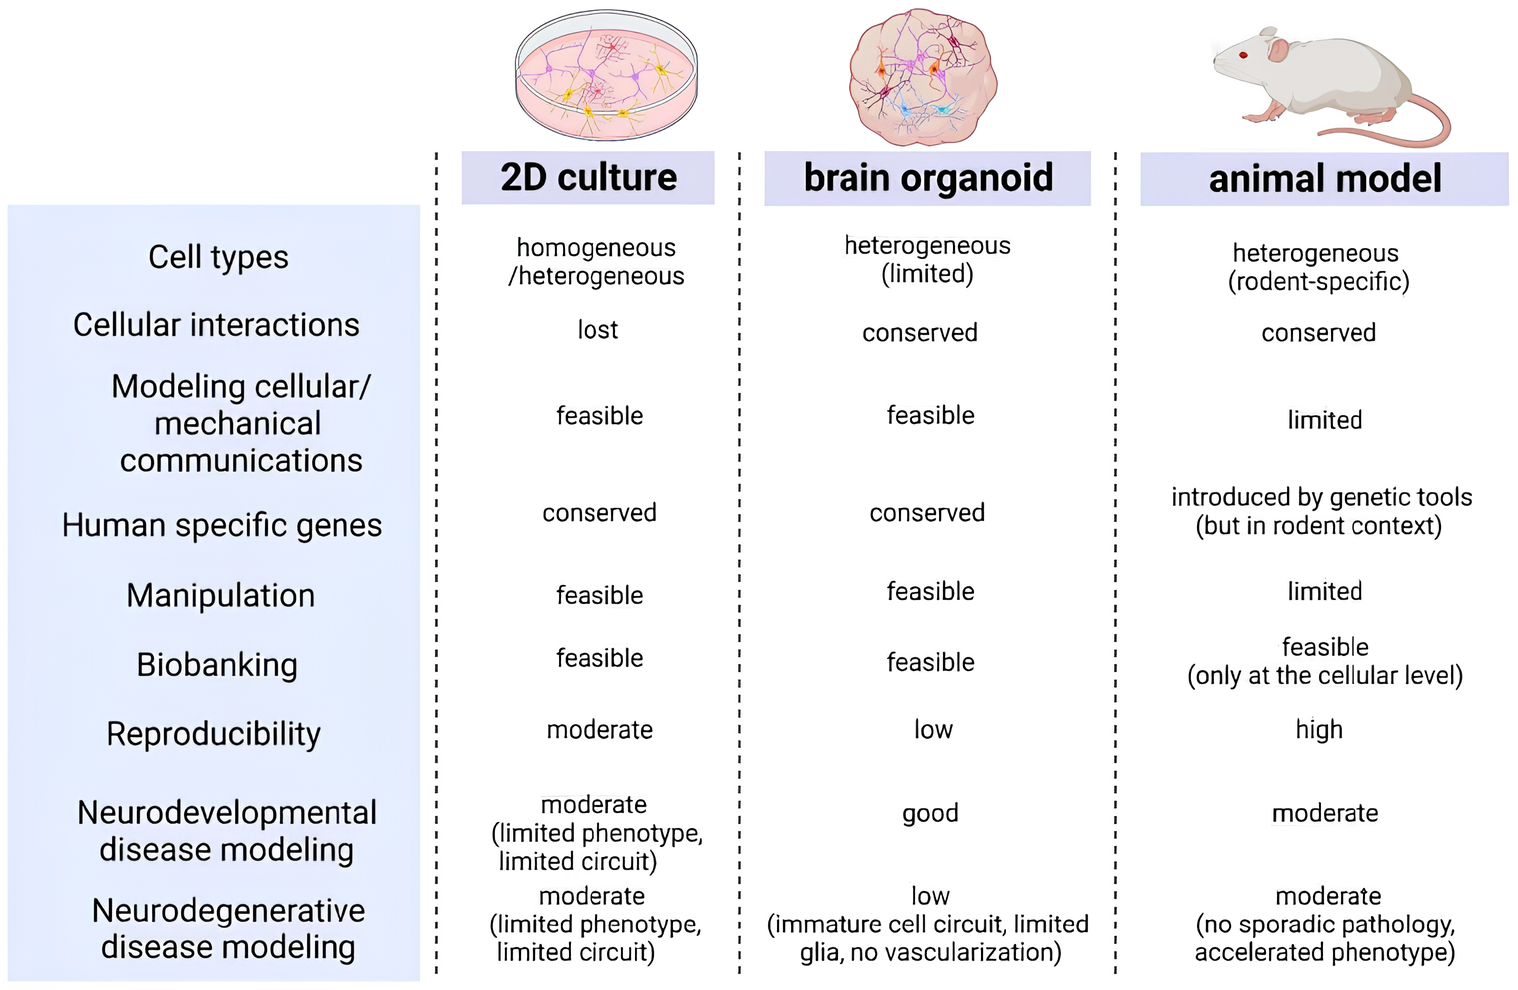 2D culture
brain organoid
animal model
Cell types
homogeneous
/heterogeneous
heterogeneous
(limited)
heterogeneous
(rodent-specific)
Cellular interactions
lost
conserved
conserved
Modeling cellular/
mechanical
communications
feasible
feasible
limited
Human specific genes
conserved
conserved
introduced by genetic tools
(but in rodent context)
Manipulation
feasible
feasible
limited
Biobanking
feasible
feasible
feasible
(only at the cellular level)
Reproducibility
moderate
low
high
Neurodevelopmental
disease modeling
moderate
(limited phenotype,
limited circuit)
good
moderate
Neurodegenerative
disease modeling
moderate
(limited phenotype,
limited circuit)
low
(immature cell circuit, limited
glia, no vascularization)
moderate
(no sporadic pathology,
accelerated phenotype)